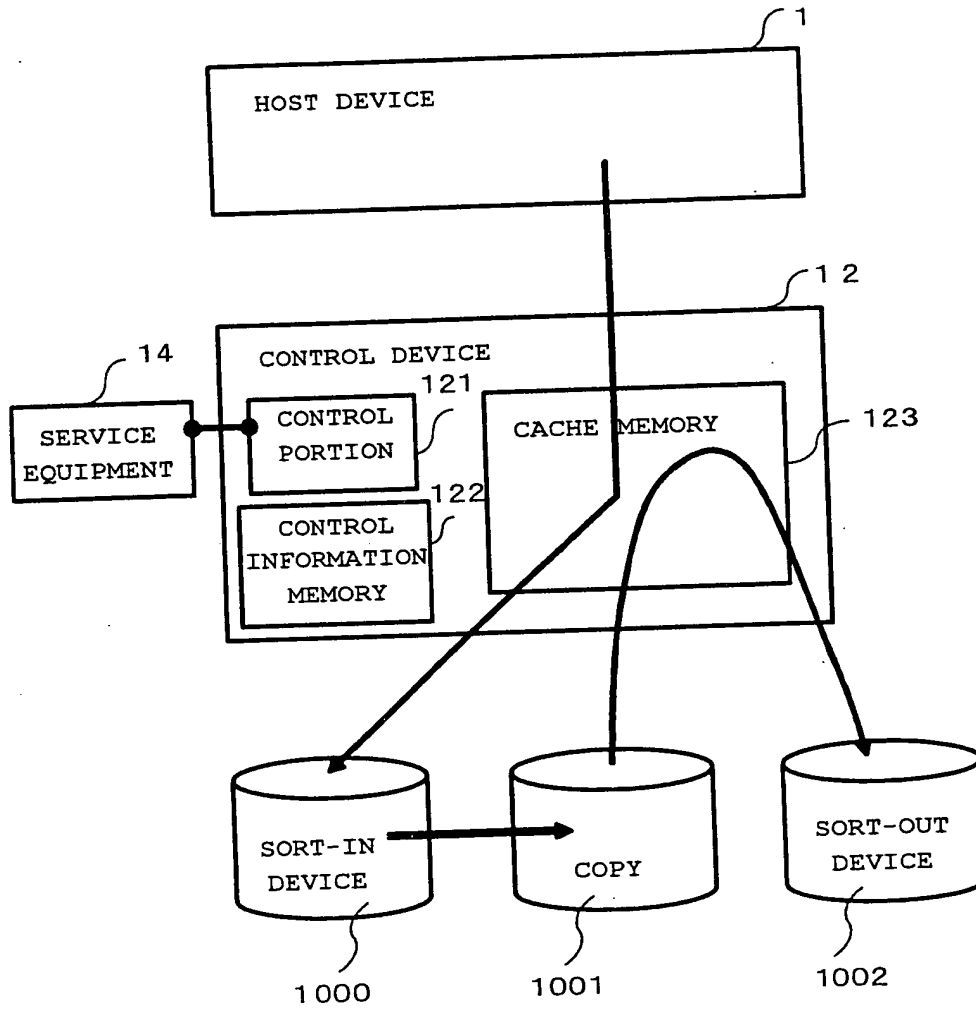 1
HOST DEVICE
12
CONTROL DEVICE
14
121
SERVICE
EQUIPMENT
CONTROL
PORTION
CACHE MEMORY
123
122
CONTROL
INFORMATION
MEMORY
SORT-IN
DEVICE
COPY
SORT-OUT
DEVICE
1000
1001
1002